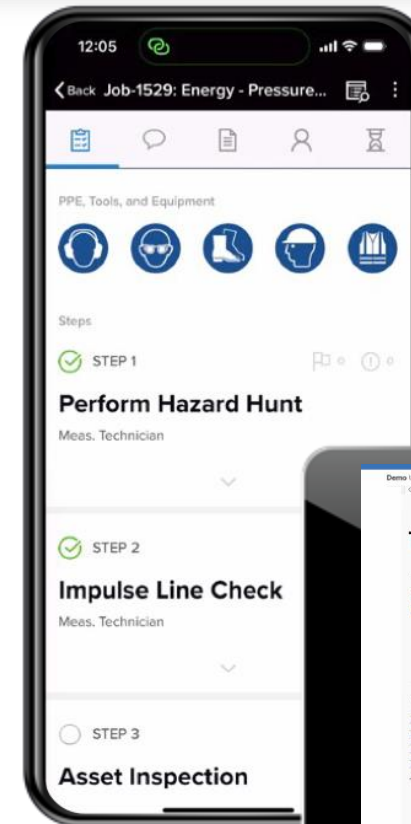 12:05
Back Job-1529: Energy - Pressure...
PPE, Tools, and Equipment
Steps
STEP 1 0 0
Perform Hazard Hunt
Meas. Technician
STEP 2
Impulse Line Check
Meas. Technician
STEP 3
Asset Inspection
Demo